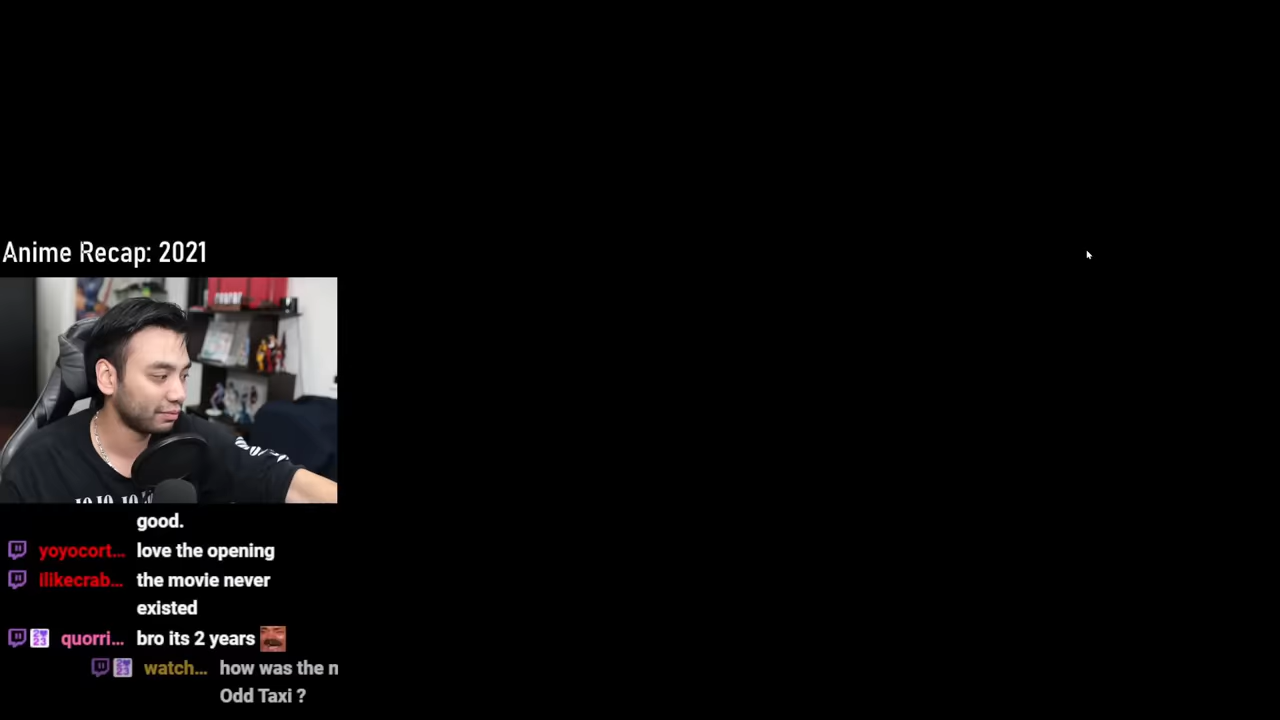 Anime Recap: 2021
good.
yoyocort... love the opening
Ilikecrab... the movie never
existed
quorri... bro its 2 years
watch... how was the n
Odd Taxi ?